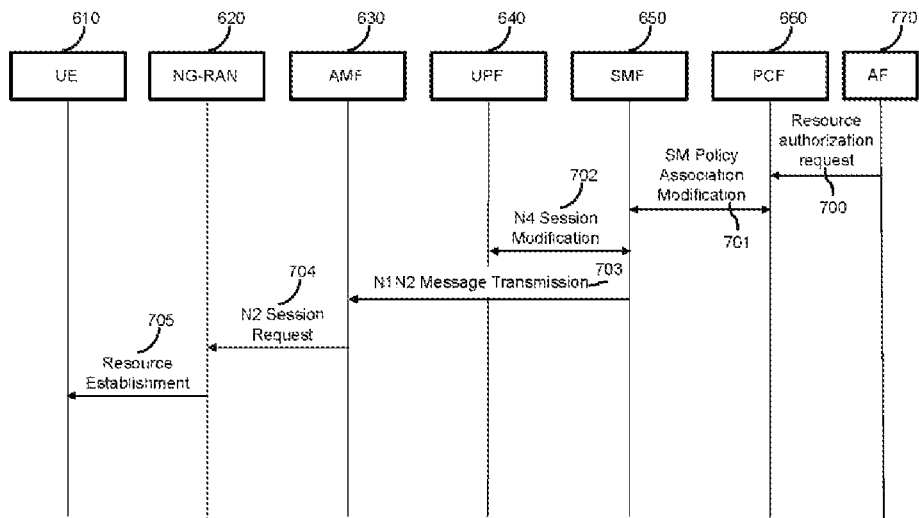 610
620
630
640
650
660
770
UE
NG-RAN
AMF
UPF
SMF
PCF
AF
Resource
authorization
request
700
SM Policy
Association
Modification
701
702
N4 Session
Modification
703
N1N2 Message Transmission
704
N2 Session
Request
705
Resource
Establishment